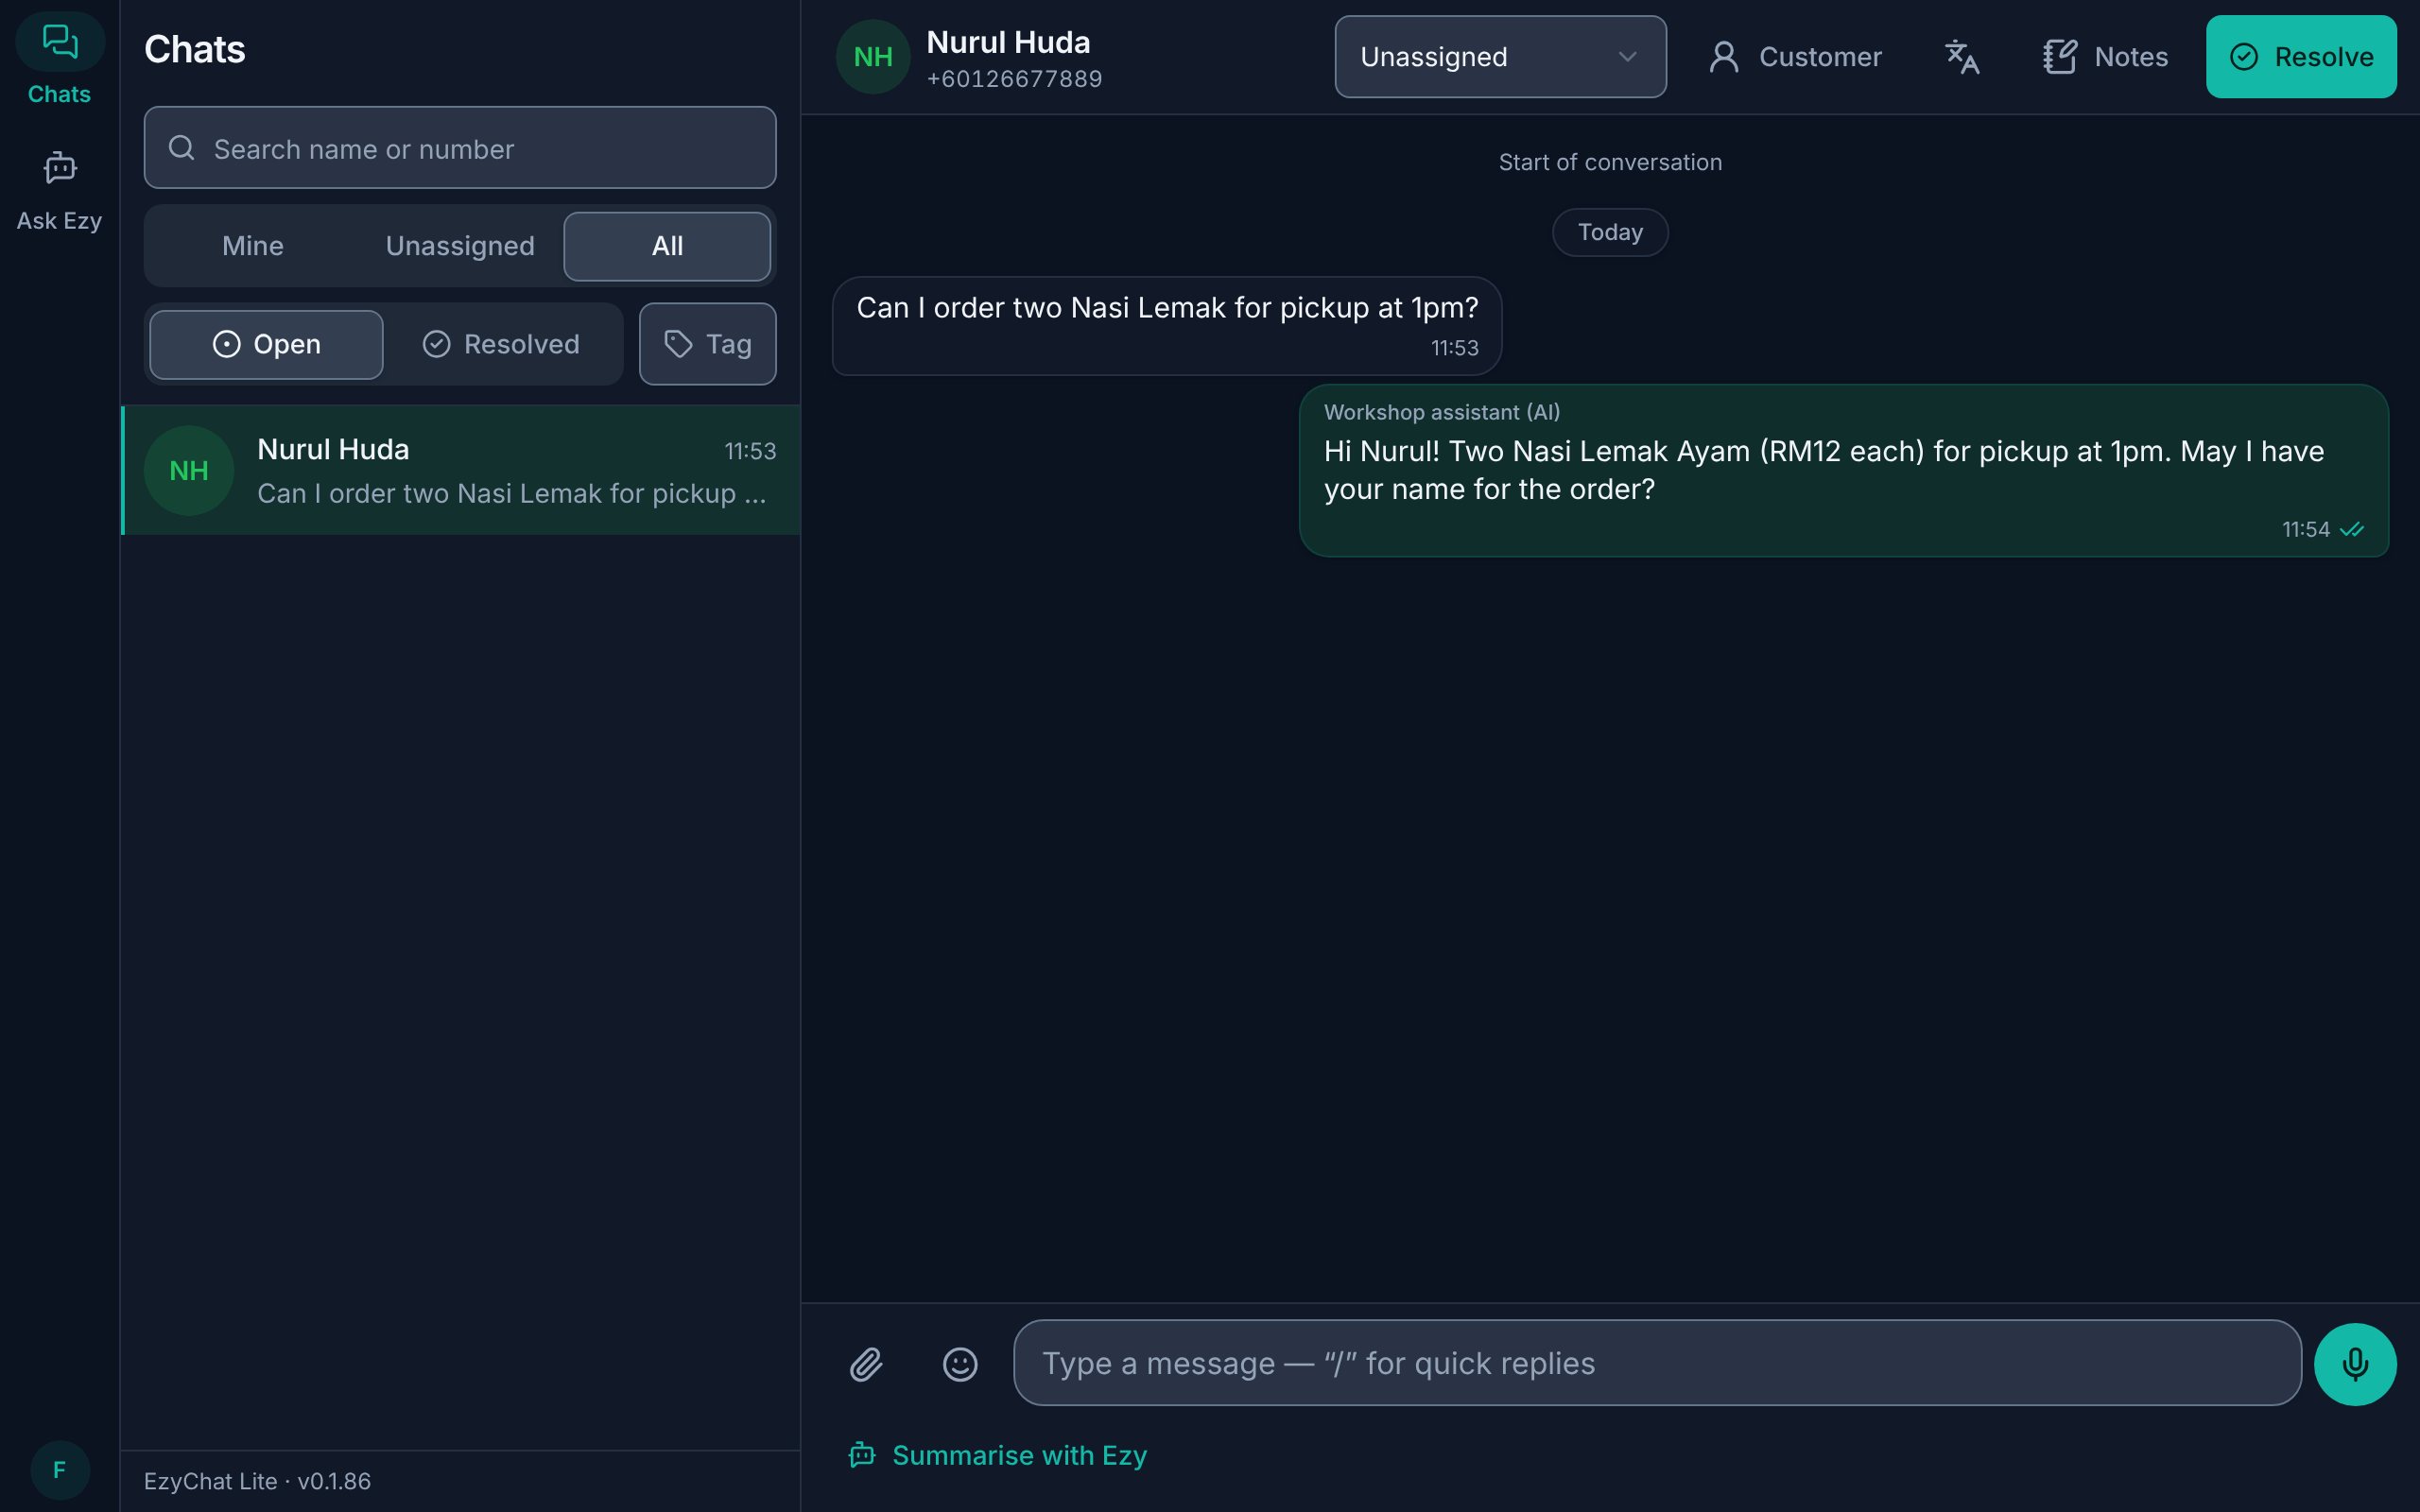 Chats
Ask Ezy
F
Chats
Search name or number
Mine
Unassigned
All
Open
Resolved
Tag
NH
Nurul Huda
11:53
Can I order two Nasi Lemak for pickup ...
EzyChat Lite · v0.1.86
NH
Nurul Huda
+60126677889
Unassigned
Customer
Notes
Resolve
Start of conversation
Today
Can I order two Nasi Lemak for pickup at 1pm?
11:53
Workshop assistant (AI)
Hi Nurul! Two Nasi Lemak Ayam (RM12 each) for pickup at 1pm. May I have
your name for the order?
11:54
Type a message — “/” for quick replies
Summarise with Ezy